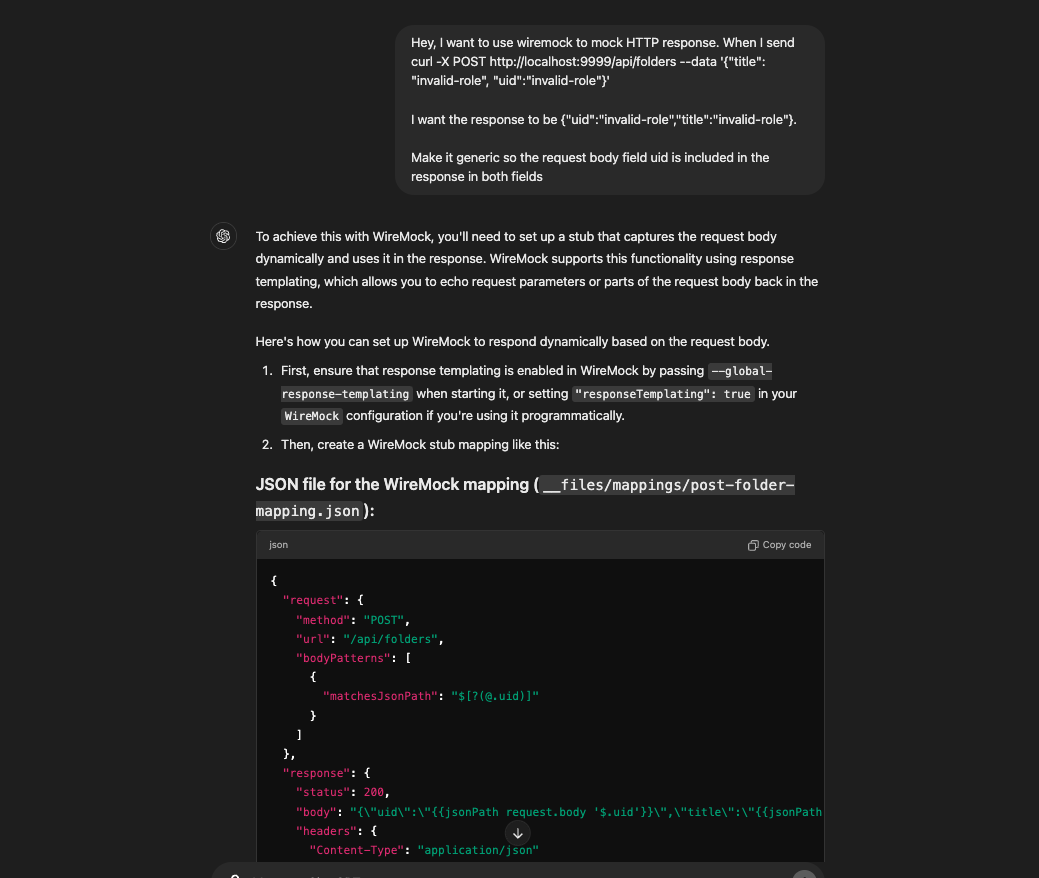 Hey, I want to use wiremock to mock HTTP response. When I send
curl -X POST http://localhost:9999/api/folders --data '{"title":
"invalid-role", "uid":"invalid-role"}'
I want the response to be {"uid":"invalid-role","title":"invalid-role"}.
Make it generic so the request body field uid is included in the
response in both fields
To achieve this with WireMock, you'll need to set up a stub that captures the request body
dynamically and uses it in the response. WireMock supports this functionality using response
templating, which allows you to echo request parameters or parts of the request body back in the
response.
Here's how you can set up WireMock to respond dynamically based on the request body.
1. First, ensure that response templating is enabled in WireMock by passing --global-
response-templating when starting it, or setting "responseTemplating": true in your
WireMock configuration if you're using it programmatically.
2. Then, create a WireMock stub mapping like this:
JSON file for the WireMock mapping (__files/mappings/post-folder-
mapping.json):
json Copy code
{
"request": {
"method": "POST",
"url": "/api/folders",
"bodyPatterns": [
{
"matchesJsonPath": "$[?(@.uid)]"
}
]
},
"response": {
"status": 200,
"body": "{\"uid\":\"{{jsonPath request.body '$.uid'}}\",\"title\":\"{{jsonPath
"headers": {
"Content-Type": "application/json"